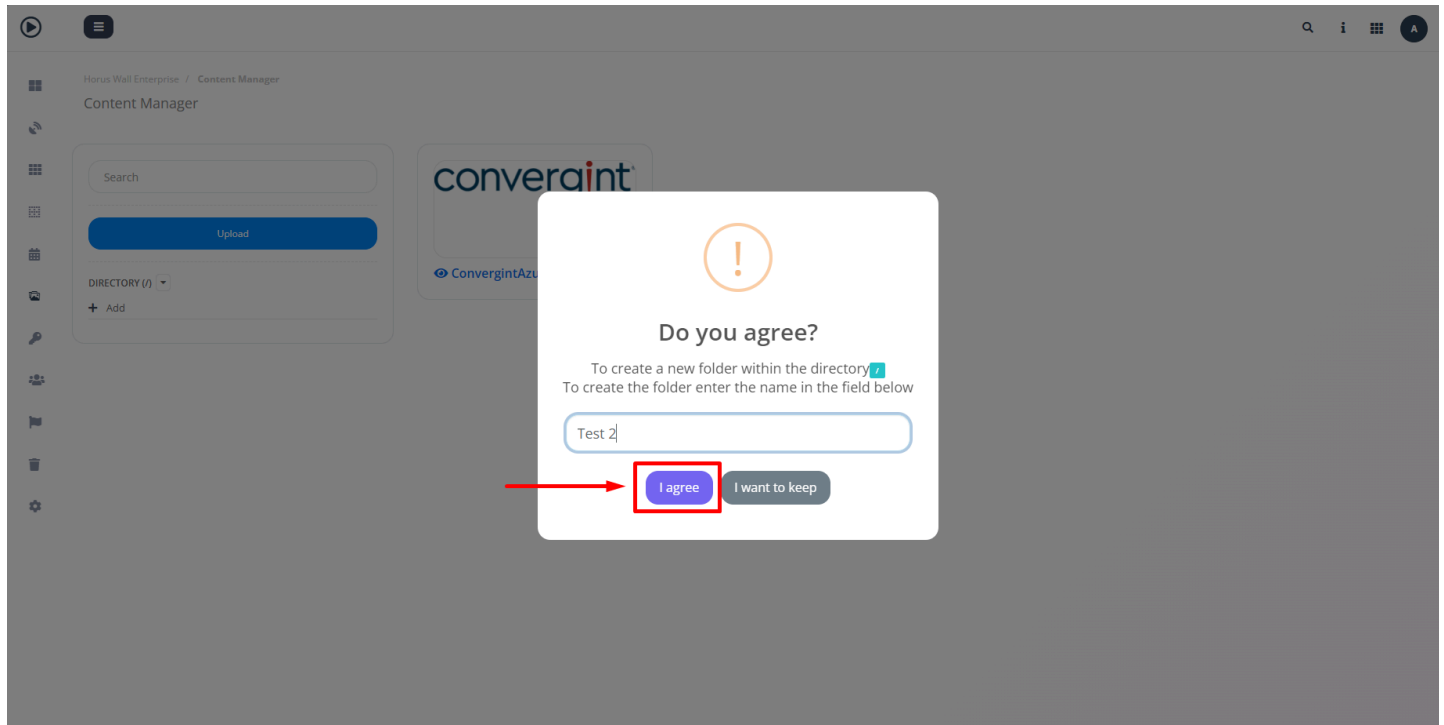 A
Horus Wall Enterprise / Content Manager
Content Manager
Search
Upload
DIRECTORY (/)
+ Add
convergint
ConvergintAzu
!
Do you agree?
To create a new folder within the directory /
To create the folder enter the name in the field below
Test 2
I agree
I want to keep